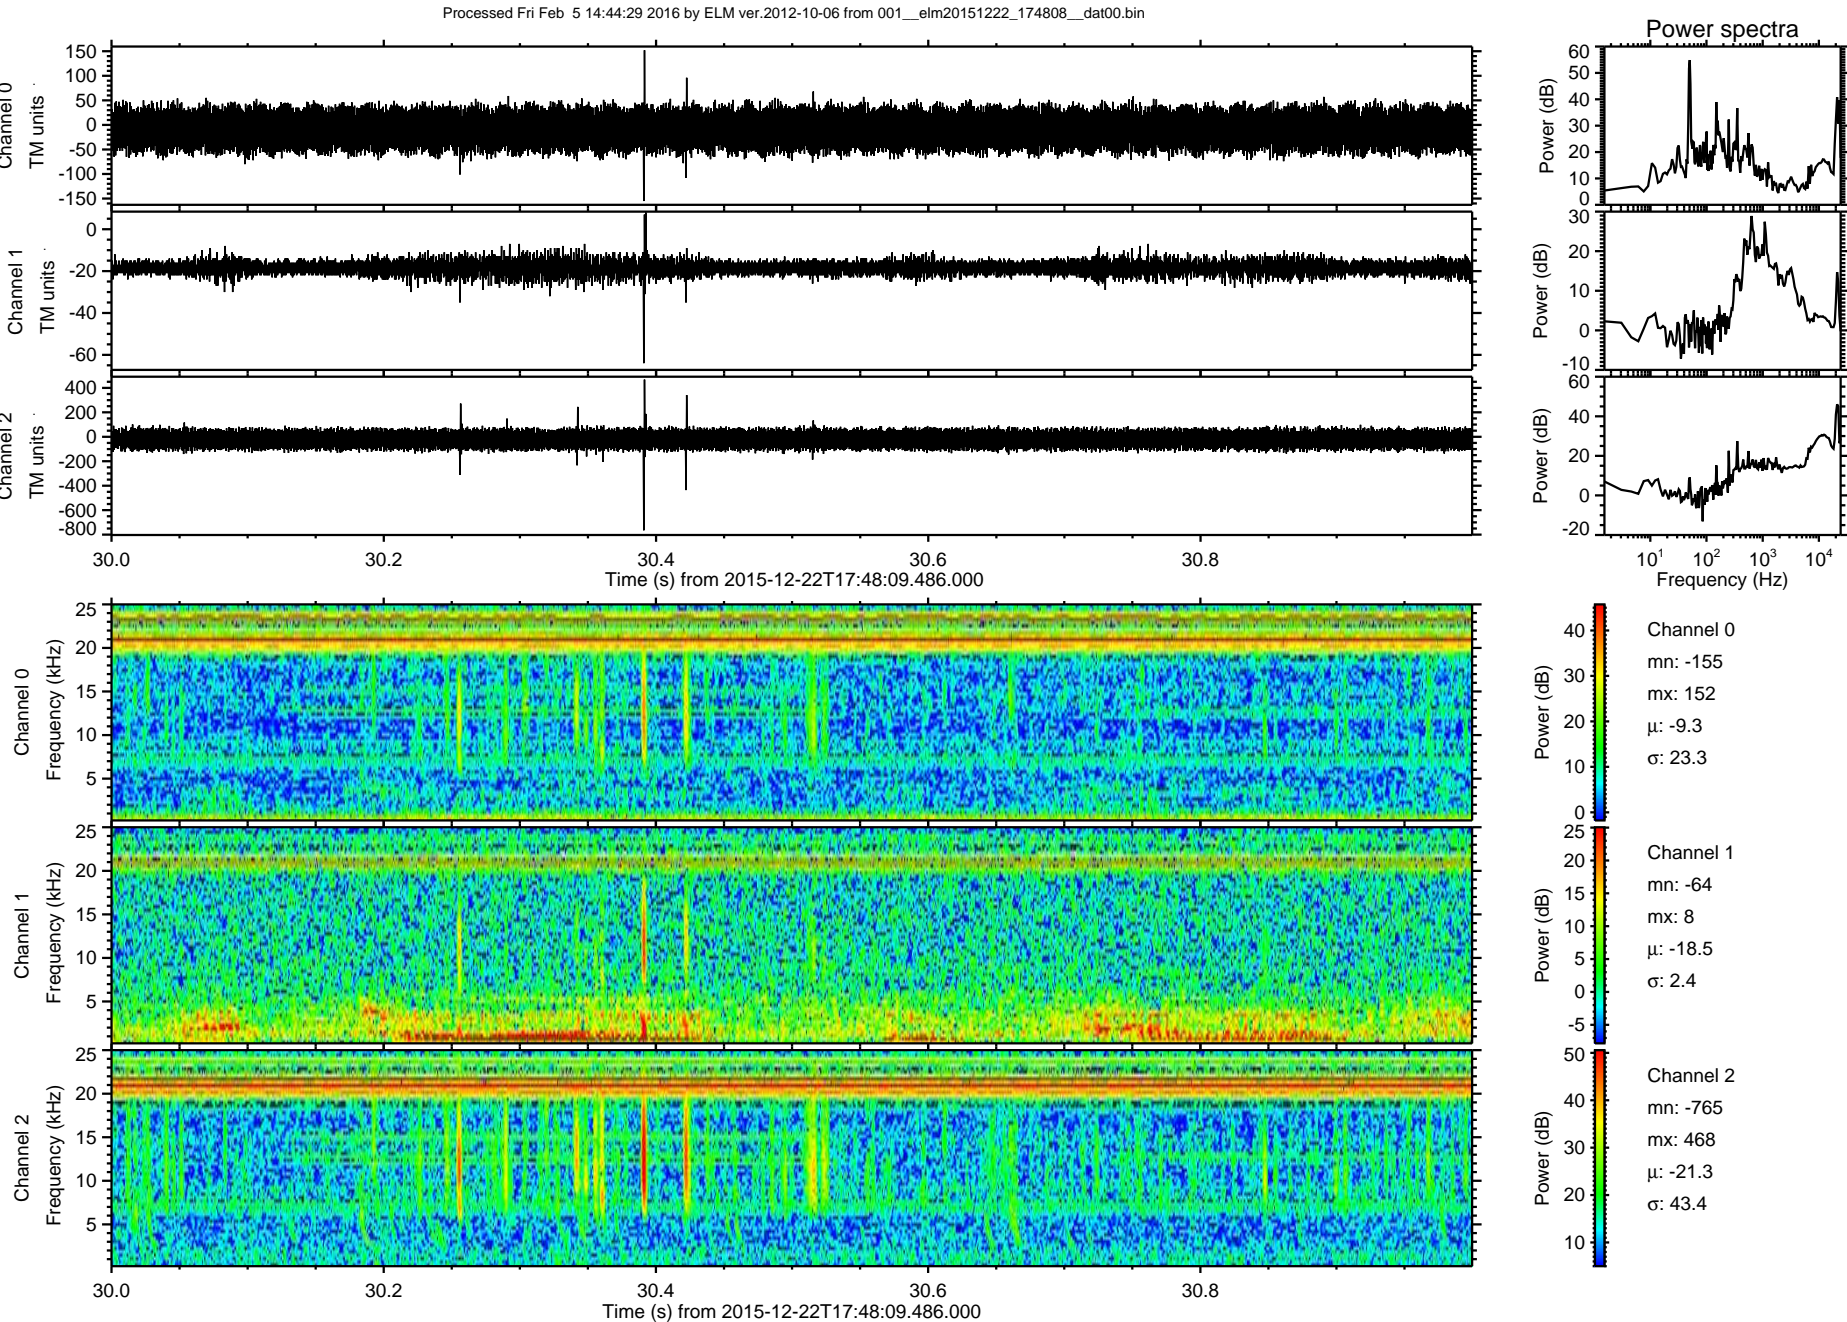 Processed Fri Feb 5 14:44:29 2016 by ELM ver.2012-10-06 from 001__elm20151222_174808__dat00.bin
Power spectra
Channel 0
TM units
150
100
50
0
-50
-100
-150
Power (dB)
60
50
40
30
20
10
0
Channel 1
TM units
0
-20
-40
-60
Power (dB)
30
20
10
0
-10
Channel 2
TM units
400
200
0
-200
-400
-600
-800
Power (dB)
60
40
20
0
-20
30.0 30.2 30.4 30.6 30.8
Time (s) from 2015-12-22T17:48:09.486.000
10^1 10^2 10^3 10^4
Frequency (Hz)
Channel 0
Frequency (kHz)
25
20
15
10
5
Power (dB)
40
30
20
10
0
Channel 0
mn: -155
mx: 152
μ: -9.3
σ: 23.3
Channel 1
Frequency (kHz)
25
20
15
10
5
Power (dB)
25
20
15
10
5
0
-5
Channel 1
mn: -64
mx: 8
μ: -18.5
σ: 2.4
Channel 2
Frequency (kHz)
25
20
15
10
5
Power (dB)
50
40
30
20
10
Channel 2
mn: -765
mx: 468
μ: -21.3
σ: 43.4
30.0 30.2 30.4 30.6 30.8
Time (s) from 2015-12-22T17:48:09.486.000